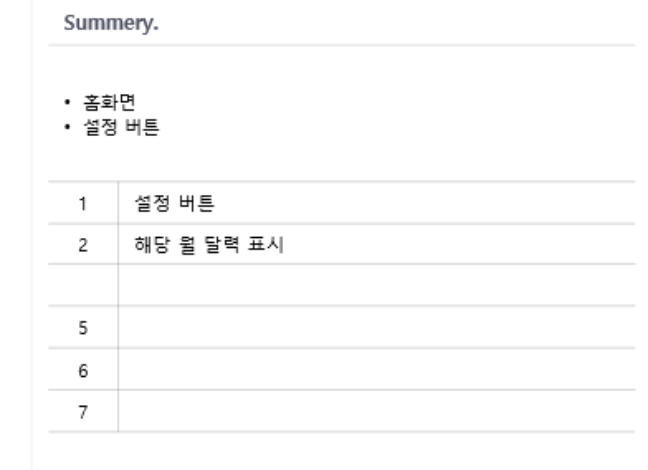 Summery.
• 홈화면
• 설정 버튼
1 설정 버튼
2 해당 월 달력 표시
5
6
7